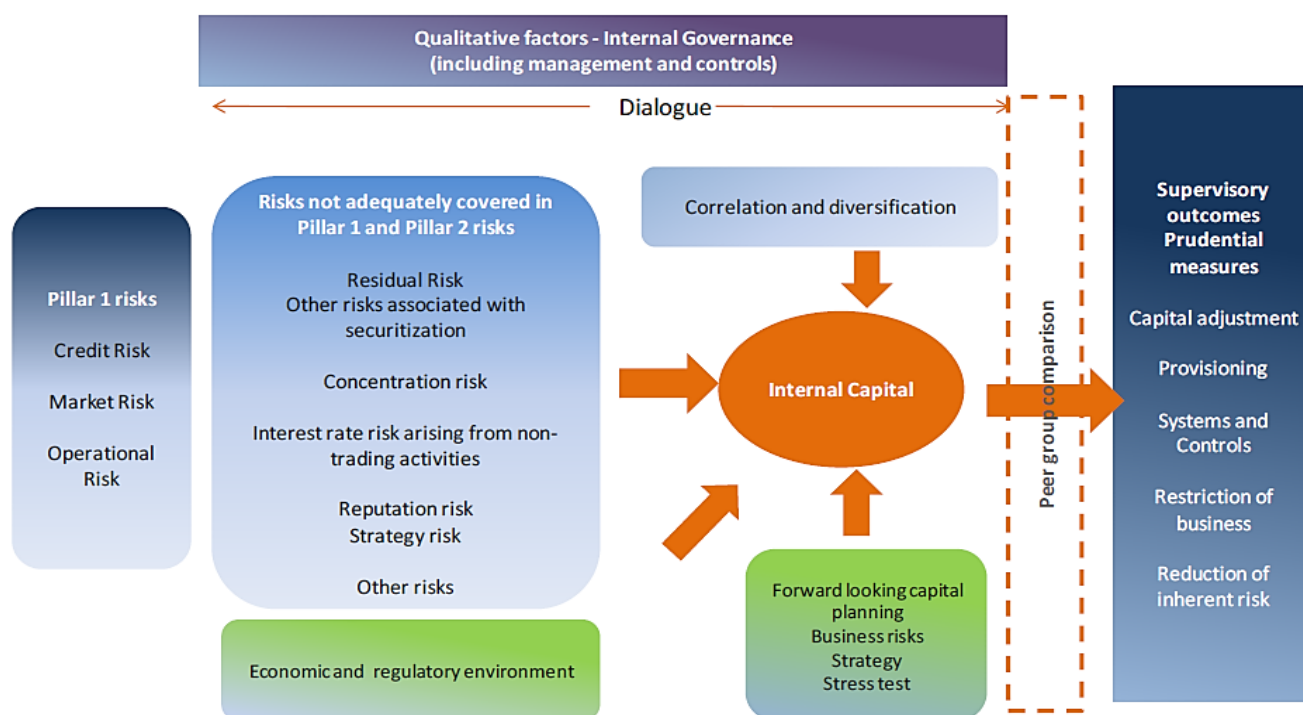 Qualitative factors - Internal Governance
(including management and controls)
Dialogue
Pillar 1 risks
Credit Risk
Market Risk
Operational
Risk
Risks not adequately covered in
Pillar 1 and Pillar 2 risks
Residual Risk
Other risks associated with
securitization
Concentration risk
Interest rate risk arising from non-
trading activities
Reputation risk
Strategy risk
Other risks
Economic and regulatory environment
Correlation and diversification
Internal Capital
Forward looking capital
planning
Business risks
Strategy
Stress test
Peer group comparison
Supervisory
outcomes
Prudential
measures
Capital adjustment
Provisioning
Systems and
Controls
Restriction of
business
Reduction of
inherent risk